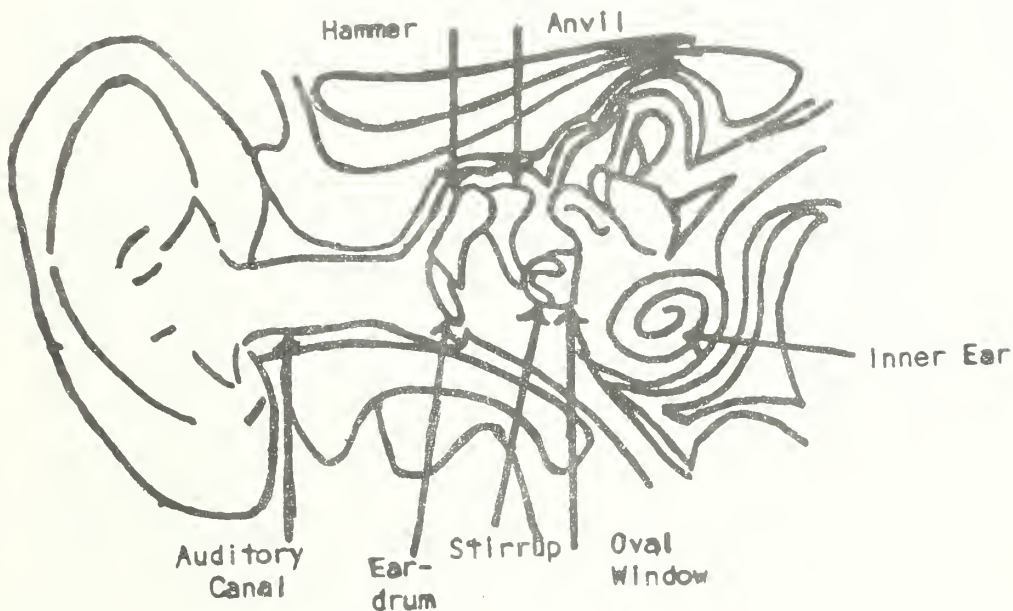 Hammer
Anvil
Inner Ear
Auditory
Canal
Ear-
drum
Stirrup
Oval
Window